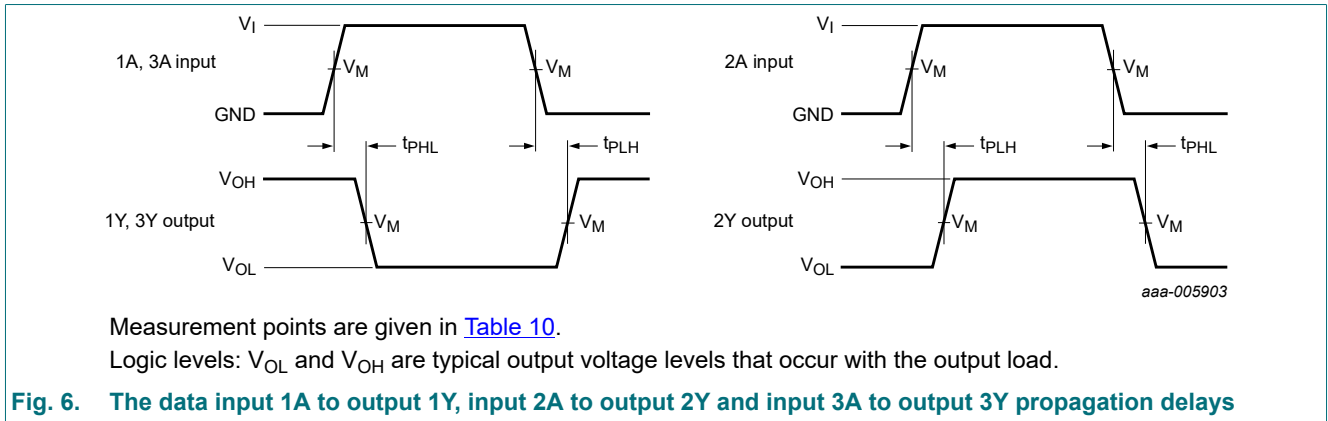 V_I
1A, 3A input
V_M
V_M
GND
t_PHL
t_PLH
V_OH
1Y, 3Y output
V_M
V_M
V_OL
V_I
2A input
V_M
V_M
GND
t_PLH
t_PHL
V_OH
2Y output
V_M
V_M
V_OL
aaa-005903
Measurement points are given in Table 10.
Logic levels: V_OL and V_OH are typical output voltage levels that occur with the output load.
Fig. 6. The data input 1A to output 1Y, input 2A to output 2Y and input 3A to output 3Y propagation delays